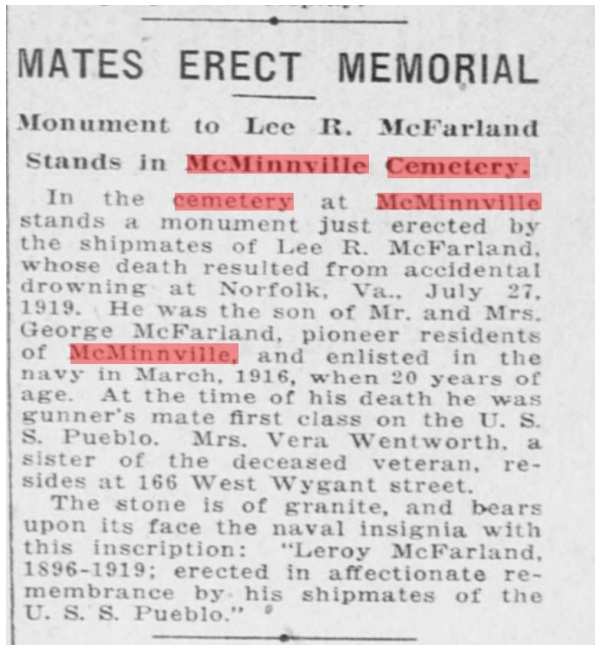 MATES ERECT MEMORIAL
Monument to Lee R. McFarland
Stands in McMinnville Cemetery.
In the cemetery at McMinnville
stands a monument just erected by
the shipmates of Lee R. McFarland,
whose death resulted from accidental
drowning at Norfolk, Va., July 27,
1919. He was the son of Mr. and Mrs.
George McFarland, pioneer residents
of McMinnville, and enlisted in the
navy in March, 1916, when 20 years of
age. At the time of his death he was
gunner's mate first class on the U. S.
S. Pueblo. Mrs. Vera Wentworth, a
sister of the deceased veteran, re-
sides at 166 West Wygant street.
The stone is of granite, and bears
upon its face the naval insignia with
this inscription: "Leroy McFarland,
1896-1919; erected in affectionate re-
membrance by his shipmates of the
U. S. S. Pueblo."